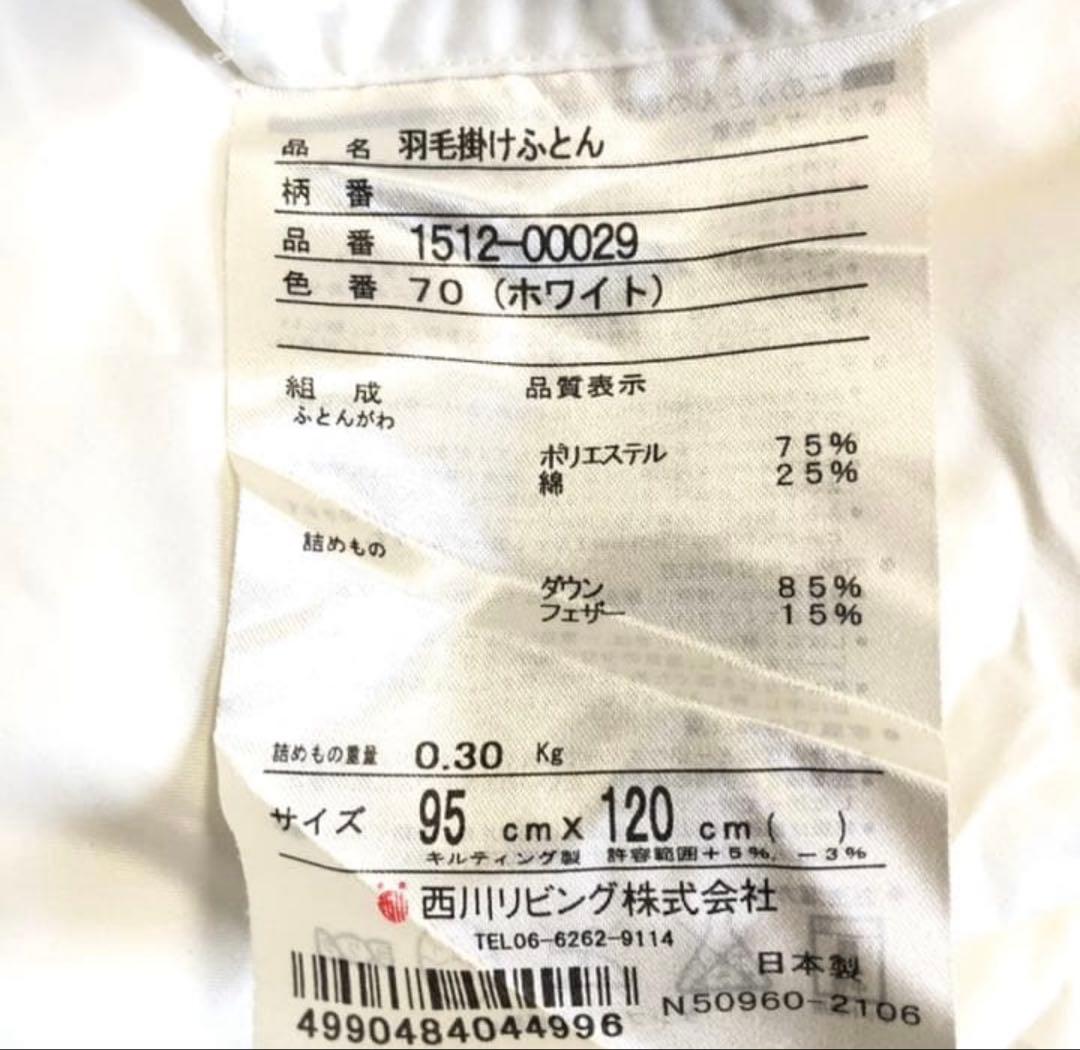 品 名 羽毛掛けふとん
柄 番
品 番 1512-00029
色 番 70 (ホワイト)
組 成 品質表示
ふとんがわ
ポリエステル 75%
綿 25%
詰めもの
ダウン 85%
フェザー 15%
詰めもの重量 0.30 Kg
サイズ 95 cm x 120 cm ( )
キルティング製 許容範囲+5%, -3%
西川リビング株式会社
TEL06-6262-9114
日本製
N50960-2106
4990484044996